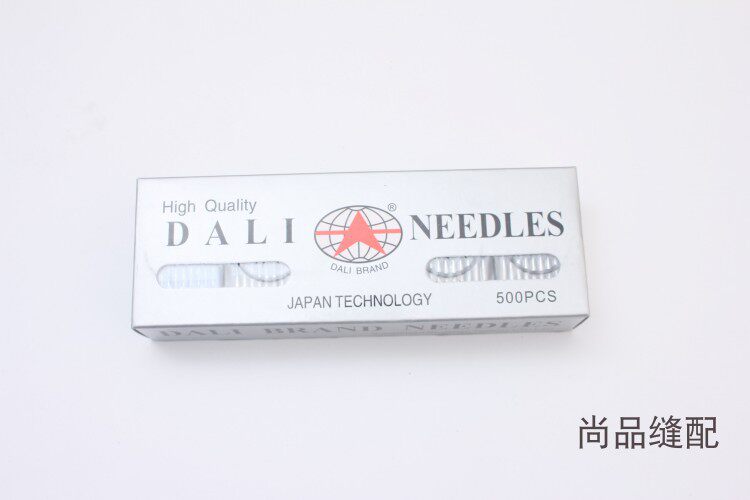 High Quality
DALI NEEDLES
®
DALI BRAND
JAPAN TECHNOLOGY
500PCS
DALI BRAND NEEDLES
尚品缝配